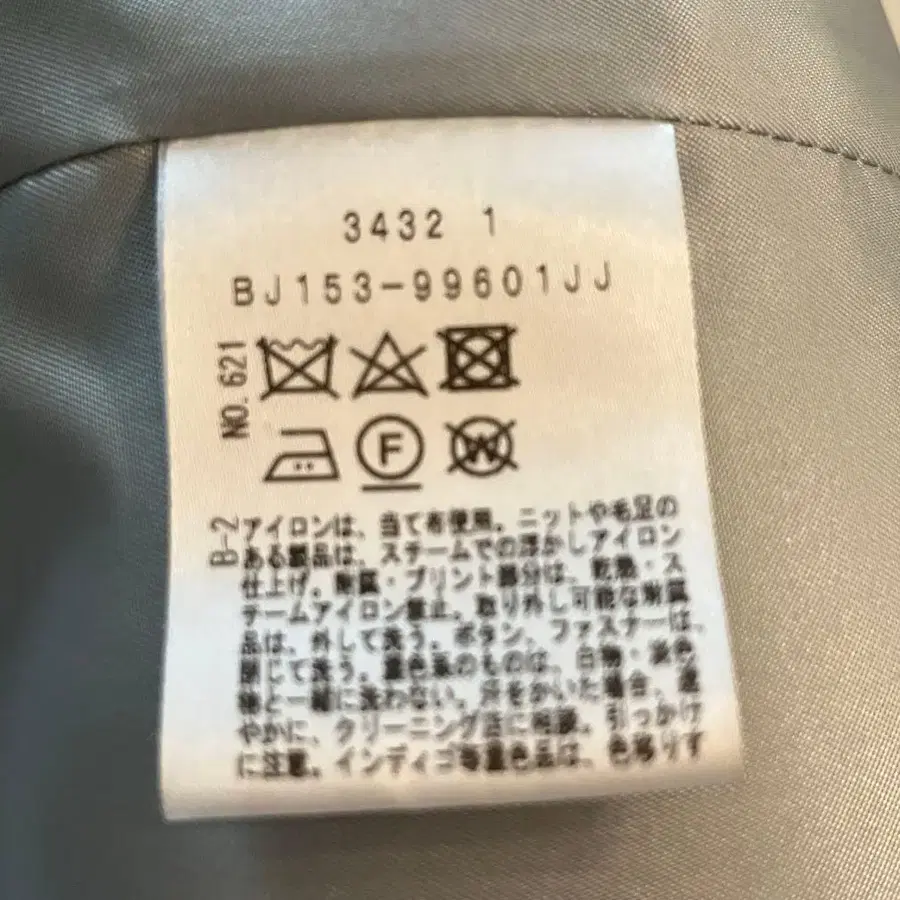 3432 1
BJ153-99601JJ
NO. 621
F
W
B-2
アイロンは、当て布使用。ニットや毛足の
ある製品は、スチームでの浮かしアイロン
仕上げ。附属・プリント部分は、乾熱・ス
チームアイロン禁止。取り外し可能な附属
品は、外して洗う。ボタン、ファスナーは、
閉じて洗う。濃色系のものは、白物・淡色
物と一緒に洗わない。汗をかいた場合、速
やかに、クリーニング店に相談。引っかけ
に注意。インディゴ等濃色品は、色移りす